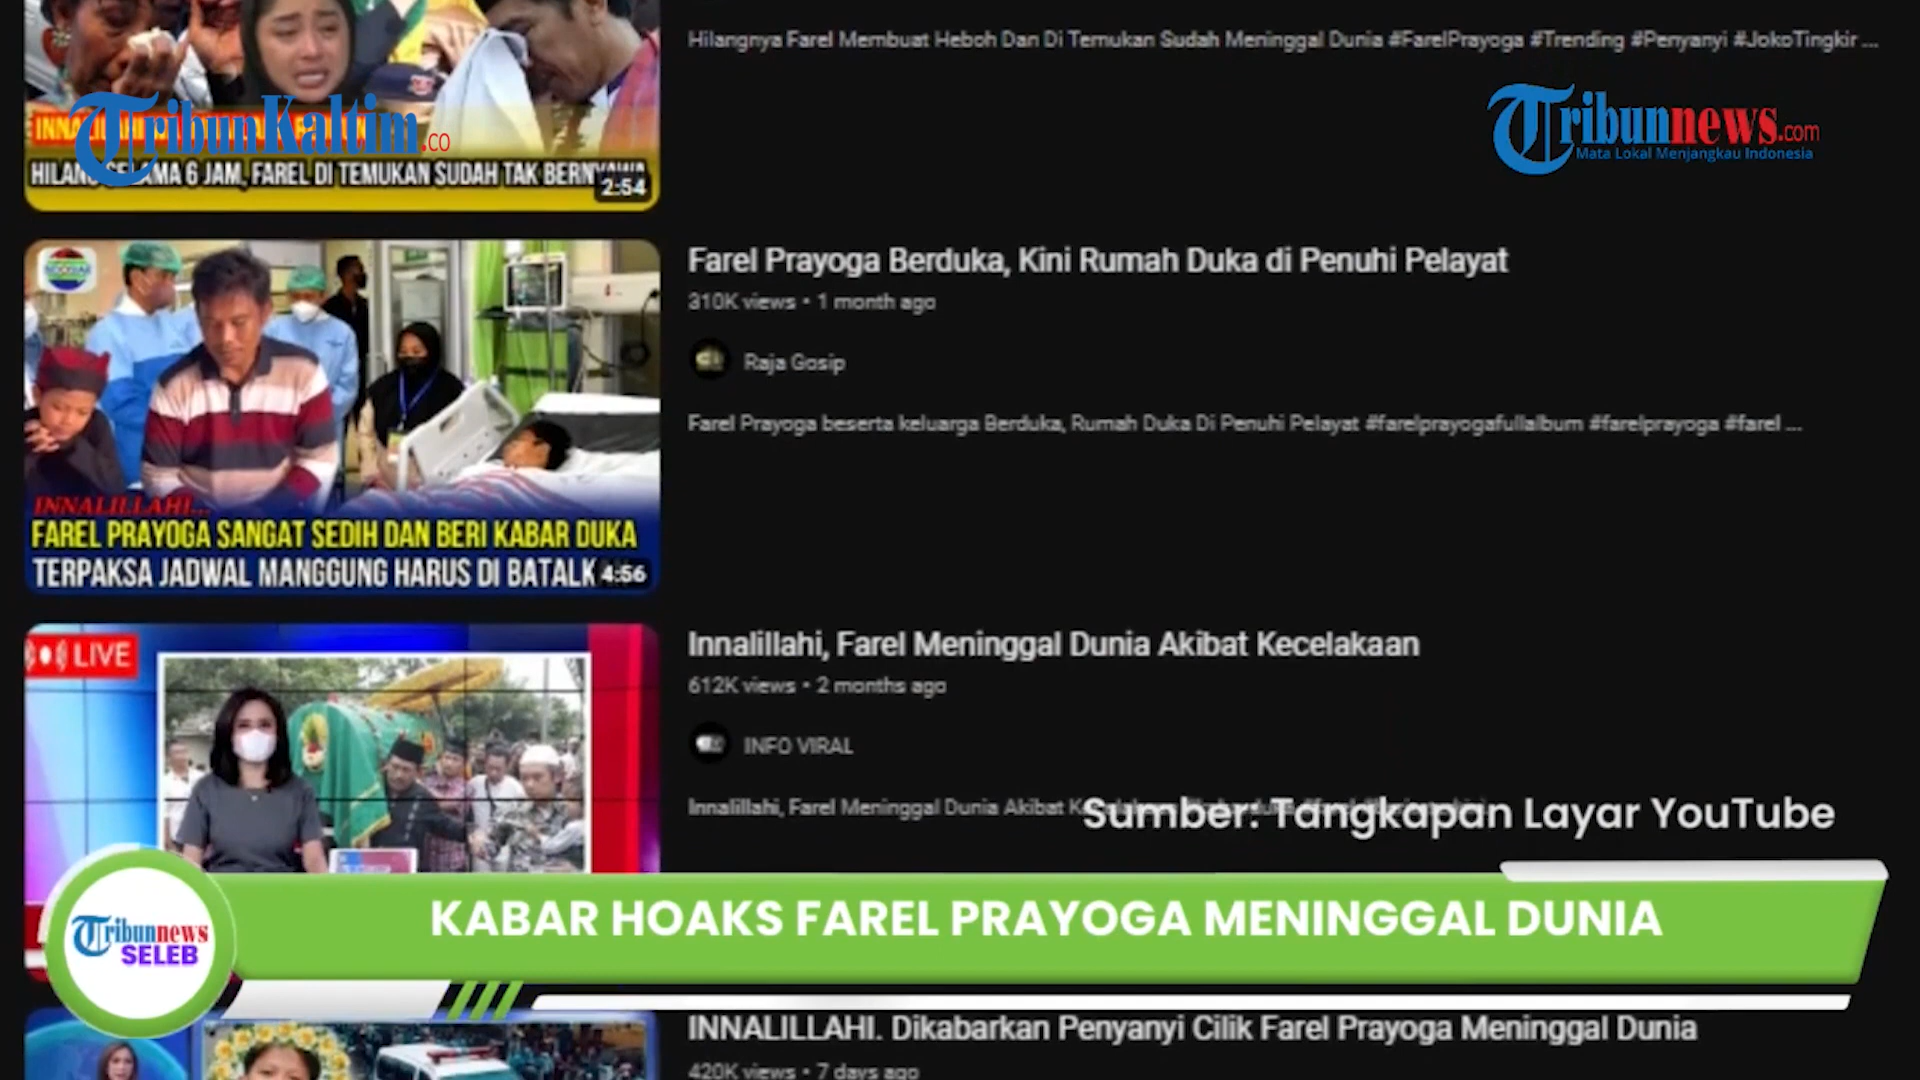 Hilangnya Farel Membuat Heboh Dan Di Temukan Sudah Meninggal Dunia #FarelPrayoga #Trending #Penyanyi #JokoTingkir ...
TribunKaltim.co
Tribunnews.com
Mata Lokal Menjangkau Indonesia
6 JAM, FAREL DI TEMUKAN SUDAH TAK BERNYAWA
2:54
Farel Prayoga Berduka, Kini Rumah Duka di Penuhi Pelayat
310K views • 1 month ago
Raja Gosip
Farel Prayoga beserta keluarga Berduka, Rumah Duka Di Penuhi Pelayat #farelprayogafullalbum #farelprayoga #farel ...
INNALILLAHI...
FAREL PRAYOGA SANGAT SEDIH DAN BERI KABAR DUKA
TERPAKSA JADWAL MANGGUNG HARUS DI BATALK
4:56
LIVE
Innalillahi, Farel Meninggal Dunia Akibat Kecelakaan
612K views • 2 months ago
INFO VIRAL
Innalillahi, Farel Meninggal Dunia Akibat
Sumber: Tangkapan Layar YouTube
KABAR HOAKS FAREL PRAYOGA MENINGGAL DUNIA
Tribunnews
SELEB
INNALILLAHI. Dikabarkan Penyanyi Cilik Farel Prayoga Meninggal Dunia
420K views • 7 days ago